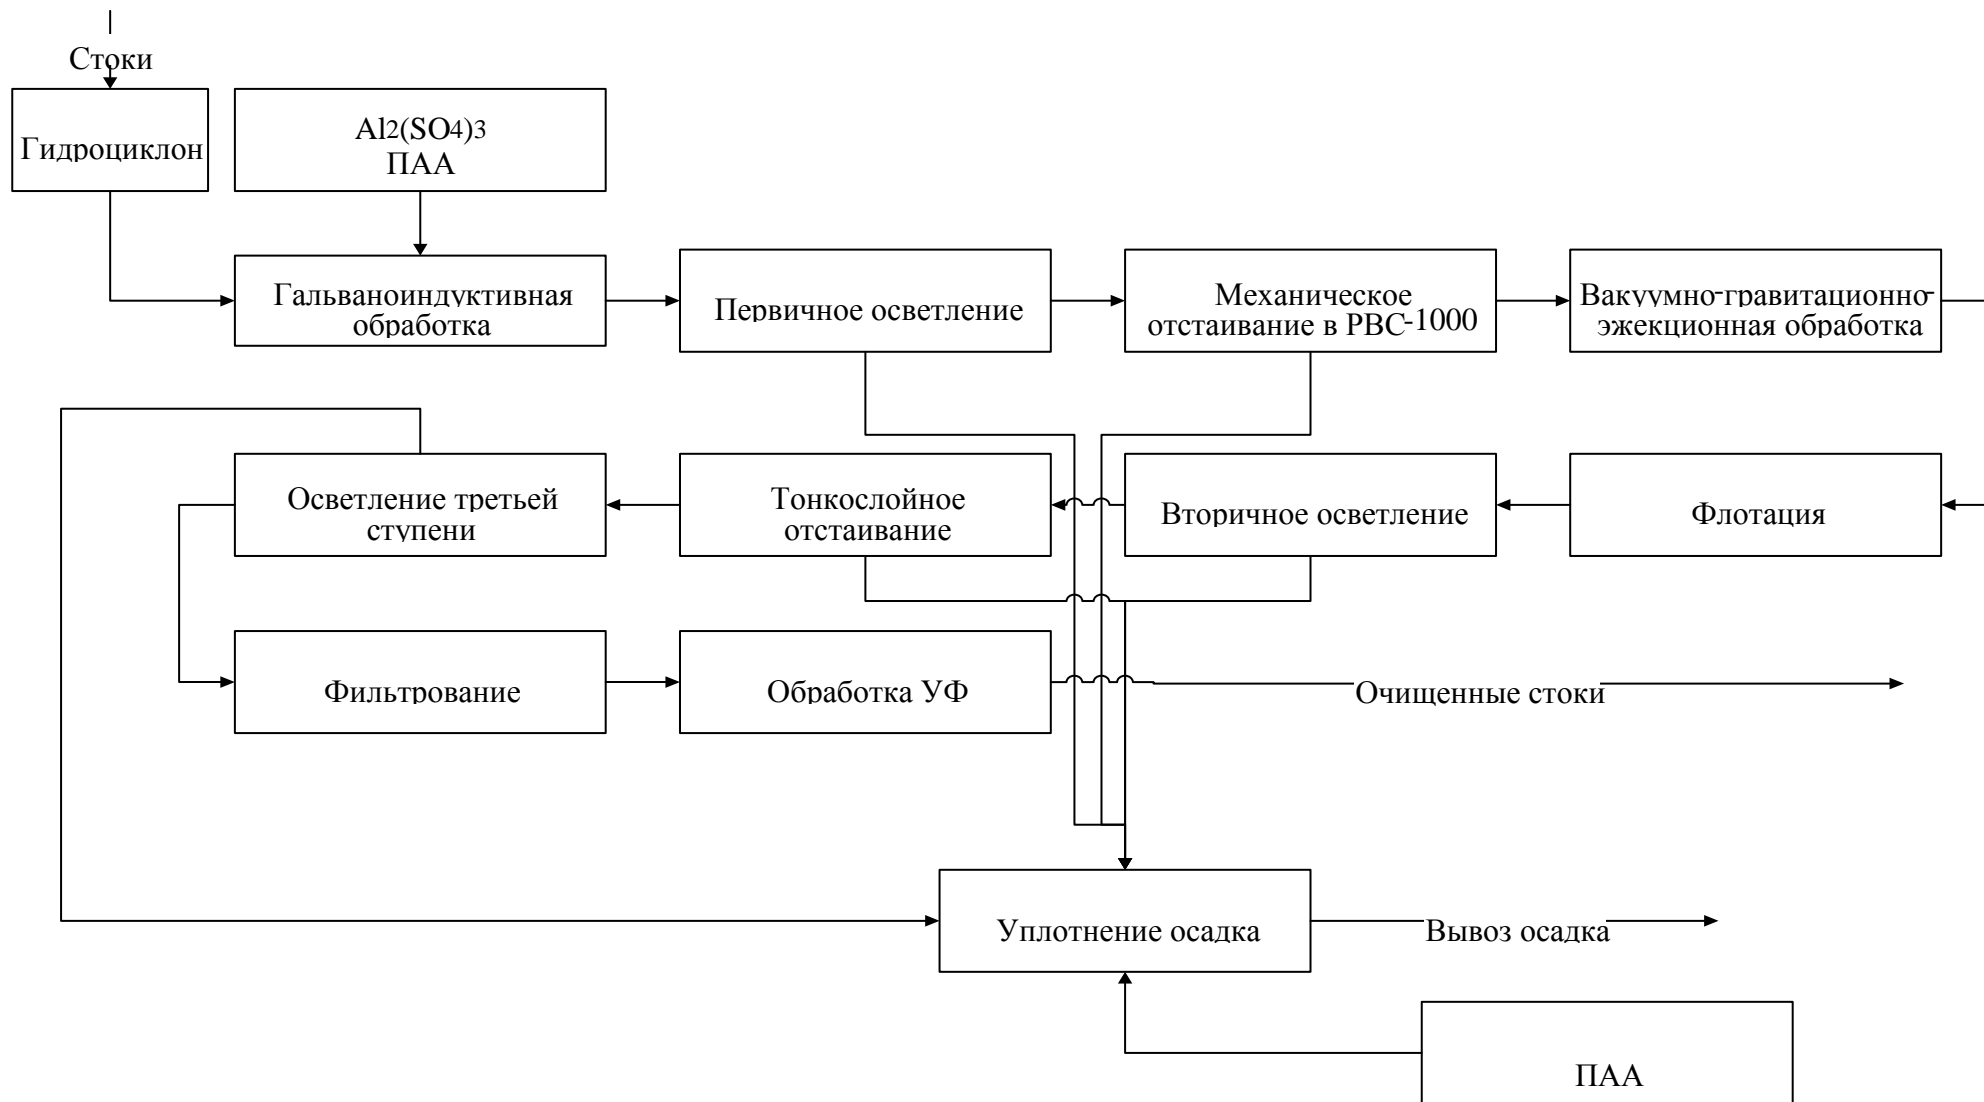 Стоки
Гидроциклон
Al2(SO4)3
ПАА
Гальваноиндуктивная
обработка
Первичное осветление
Механическое
отстаивание в РВС-1000
Вакуумно-гравитационно-
эжекционная обработка
Осветление третьей
ступени
Тонкослойное
отстаивание
Вторичное осветление
Флотация
Фильтрование
Обработка УФ
Очищенные стоки
Уплотнение осадка
Вывоз осадка
ПАА